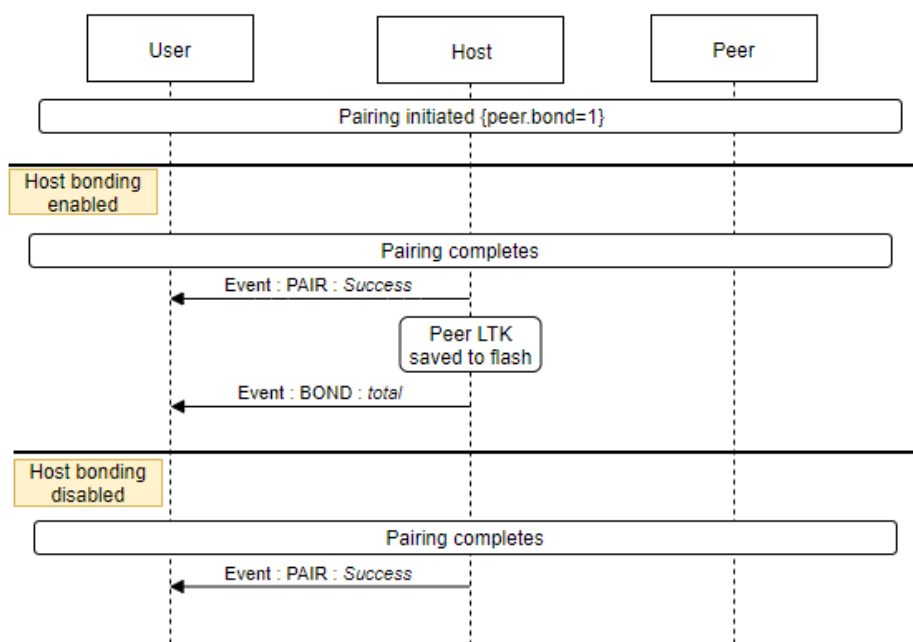 User
Host
Peer
Pairing initiated {peer.bond=1}
Host bonding
enabled
Pairing completes
Event : PAIR : Success
Peer LTK
saved to flash
Event : BOND : total
Host bonding
disabled
Pairing completes
Event : PAIR : Success